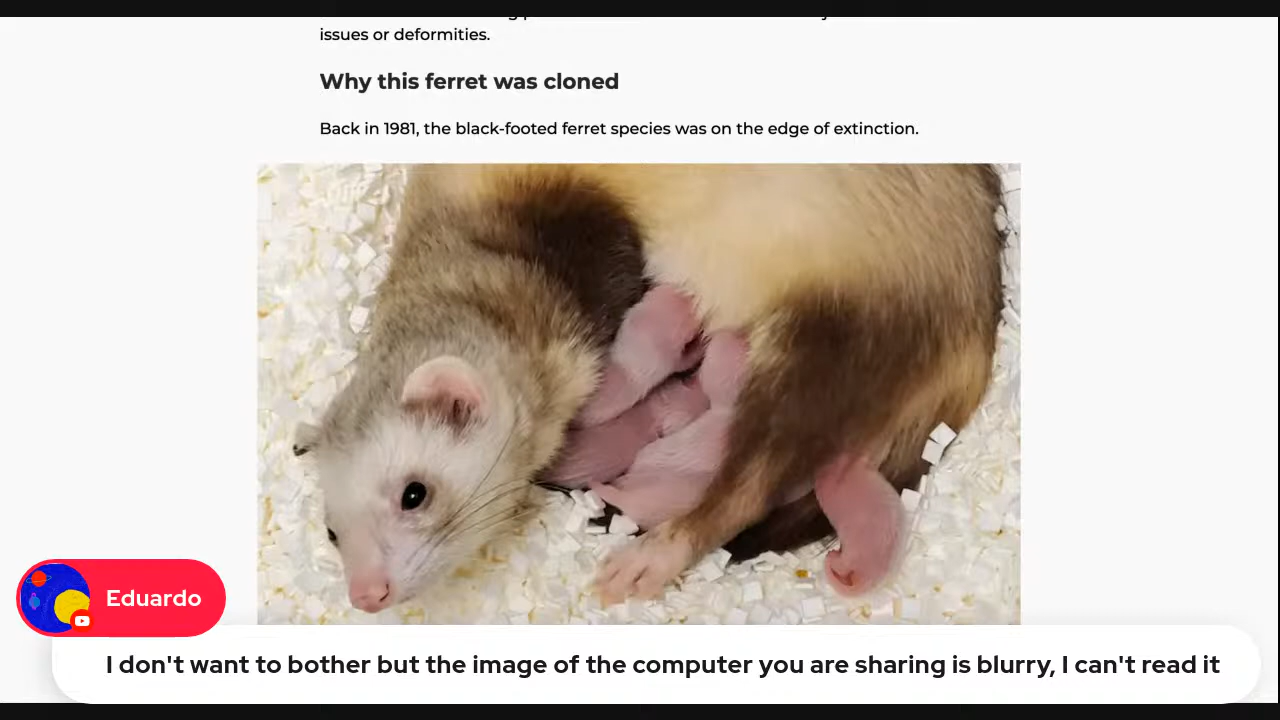 issues or deformities.
Why this ferret was cloned
Back in 1981, the black-footed ferret species was on the edge of extinction.
Eduardo
I don't want to bother but the image of the computer you are sharing is blurry, I can't read it